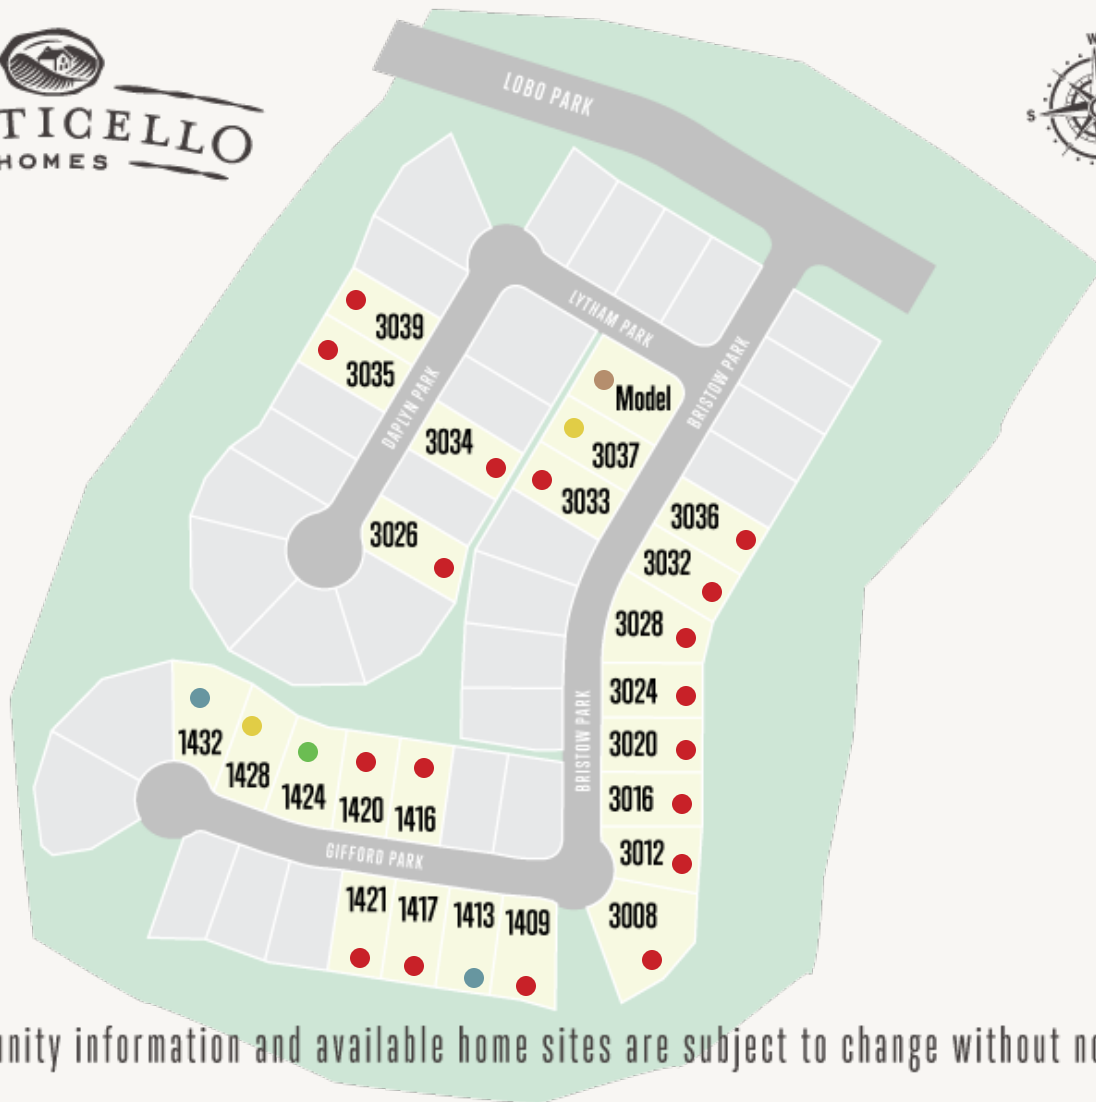 TICELLO
HOMES
LOBO PARK
W
S
LYTHAM PARK
BRISTOW PARK
DAPLYN PARK
3039
3035
3034
3026
Model
3037
3033
3036
3032
3028
3024
3020
3016
3012
3008
BRISTOW PARK
1432
1428
1424
1420
1416
GIFFORD PARK
1421
1417
1413
1409
unity information and available home sites are subject to change without no